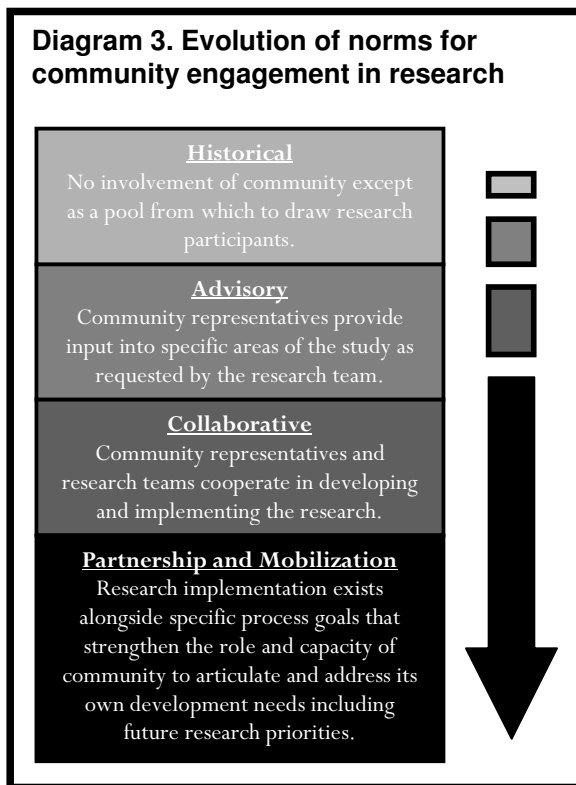 Diagram 3. Evolution of norms for
community engagement in research
Historical
No involvement of community except
as a pool from which to draw research
participants.
Advisory
Community representatives provide
input into specific areas of the study as
requested by the research team.
Collaborative
Community representatives and
research teams cooperate in developing
and implementing the research.
Partnership and Mobilization
Research implementation exists
alongside specific process goals that
strengthen the role and capacity of
community to articulate and address its
own development needs including
future research priorities.